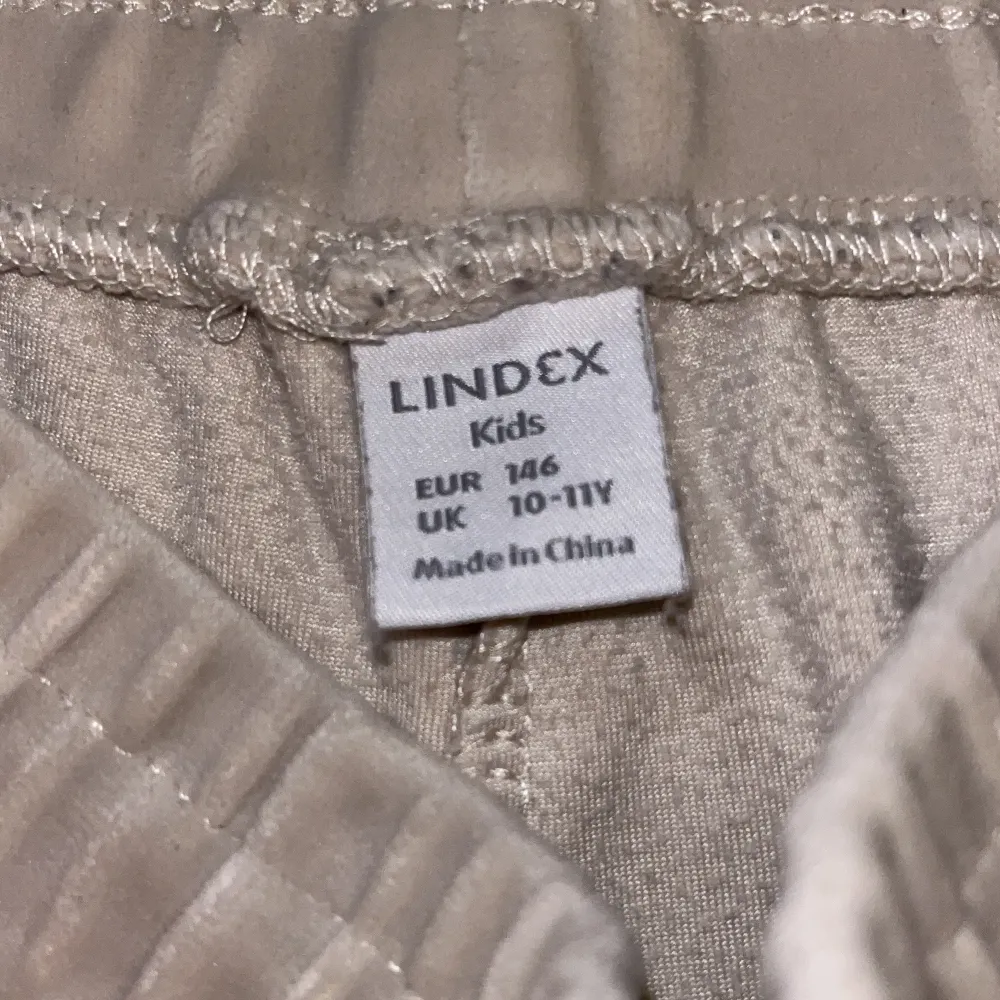 LINDEX
Kids
EUR 146
UK 10-11Y
Made in China